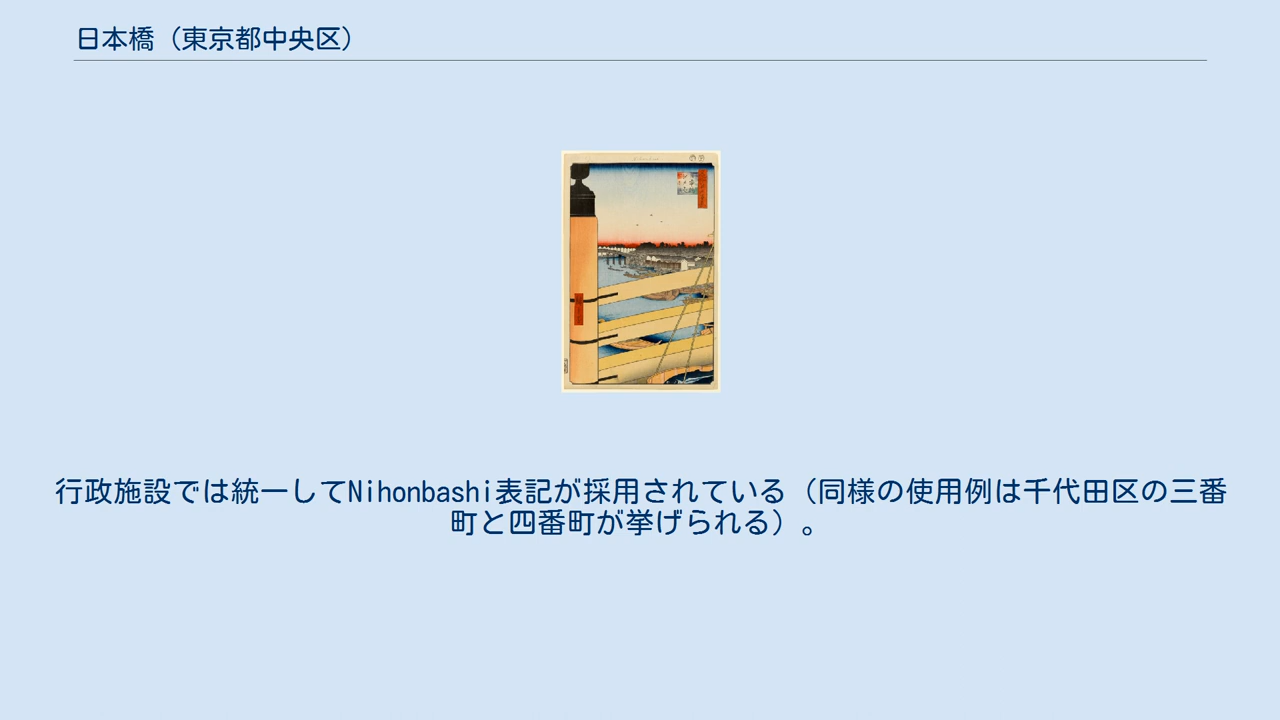 日本橋（東京都中央区）
行政施設では統一してNihonbashi表記が採用されている（同様の使用例は千代田区の三番
町と四番町が挙げられる）。